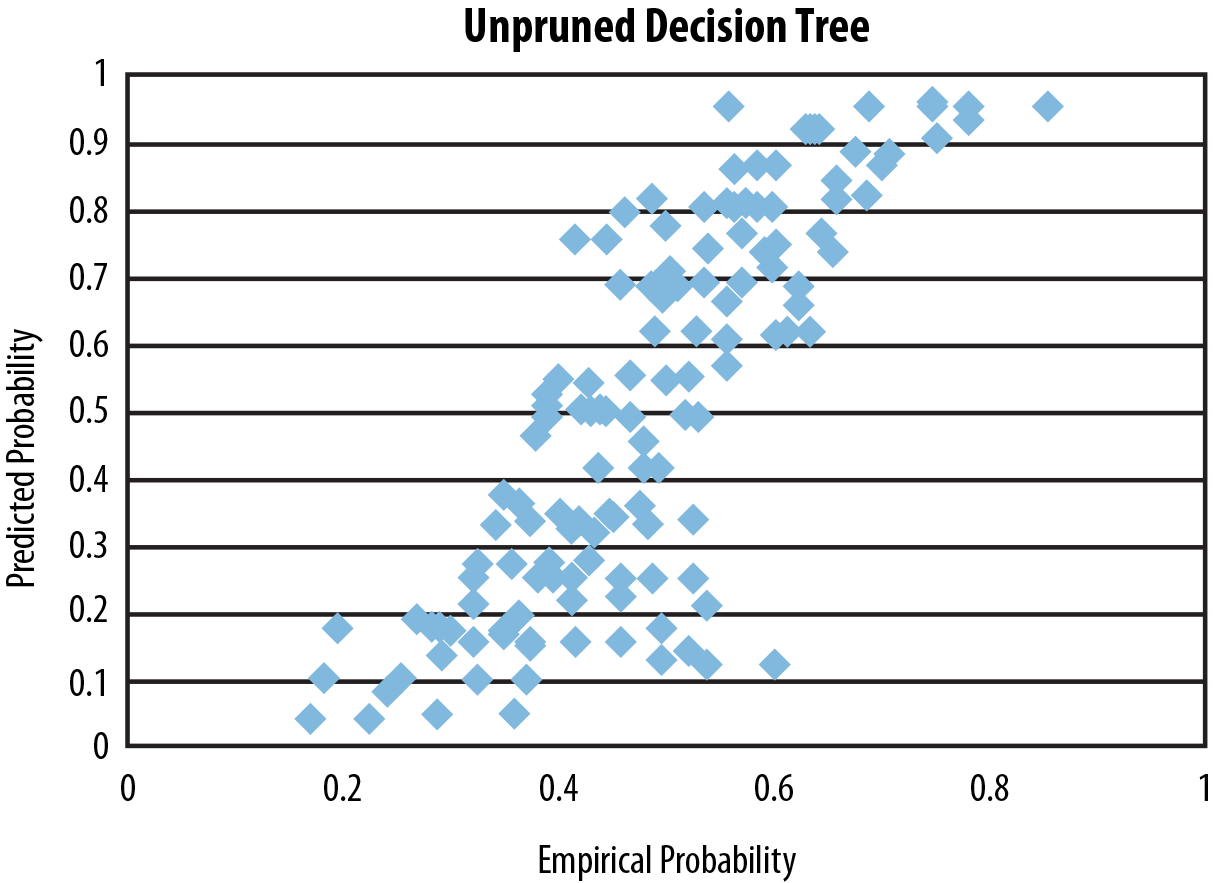 Unpruned Decision Tree
1
0.9
0.8
0.7
0.6
0.5
0.4
0.3
0.2
0.1
0
Predicted Probability
0 0.2 0.4 0.6 0.8 1
Empirical Probability